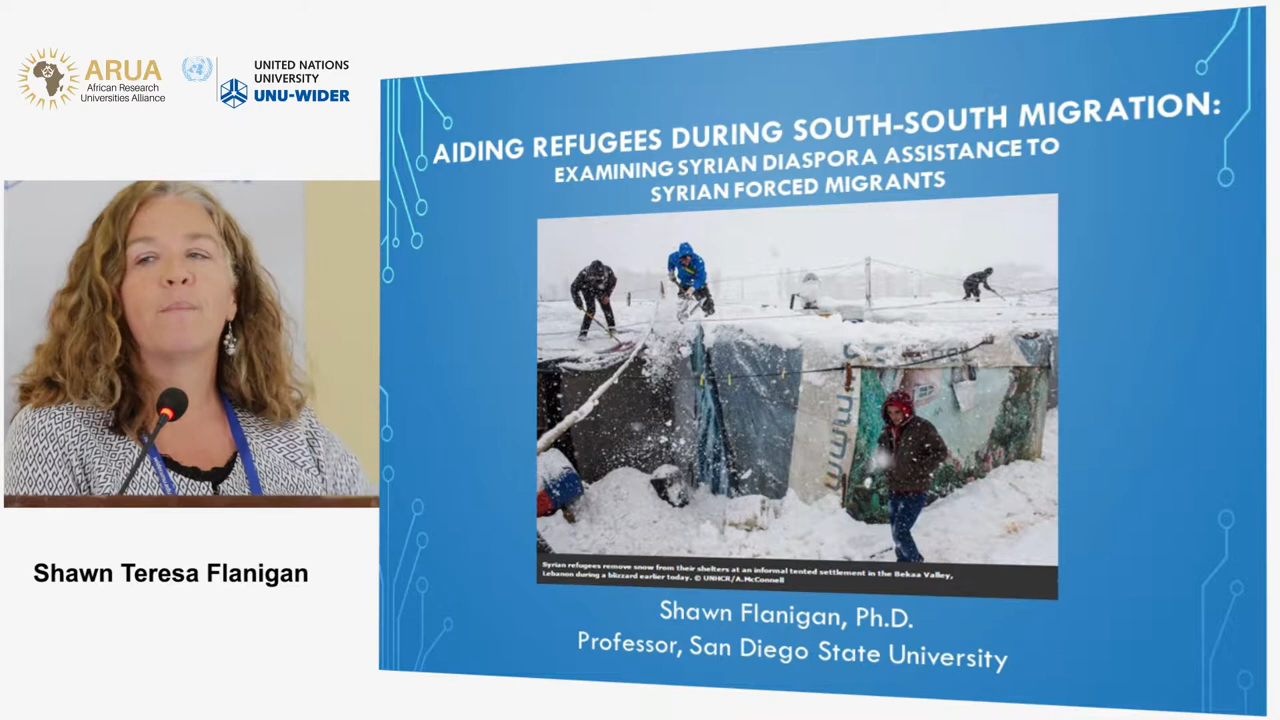 ARUA
African Research
Universities Alliance
UNITED NATIONS
UNIVERSITY
UNU-WIDER
AIDING REFUGEES DURING SOUTH-SOUTH MIGRATION:
EXAMINING SYRIAN DIASPORA ASSISTANCE TO
SYRIAN FORCED MIGRANTS
Syrian refugees remove snow from their shelters at an informal tented settlement in the Bekaa Valley,
Lebanon during a blizzard earlier today. © UNHCR/A.McConnell
Shawn Flanigan, Ph.D.
Professor, San Diego State University
Shawn Teresa Flanigan